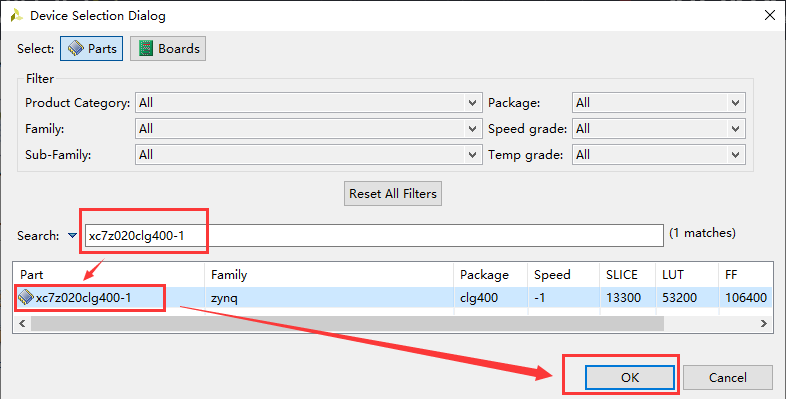 Device Selection Dialog
Select: Parts Boards
Filter
Product Category: All Package: All
Family: All Speed grade: All
Sub-Family: All Temp grade: All
Reset All Filters
Search: xc7z020clg400-1 (1 matches)
Part Family Package Speed SLICE LUT FF
xc7z020clg400-1 zynq clg400 -1 13300 53200 106400
OK Cancel